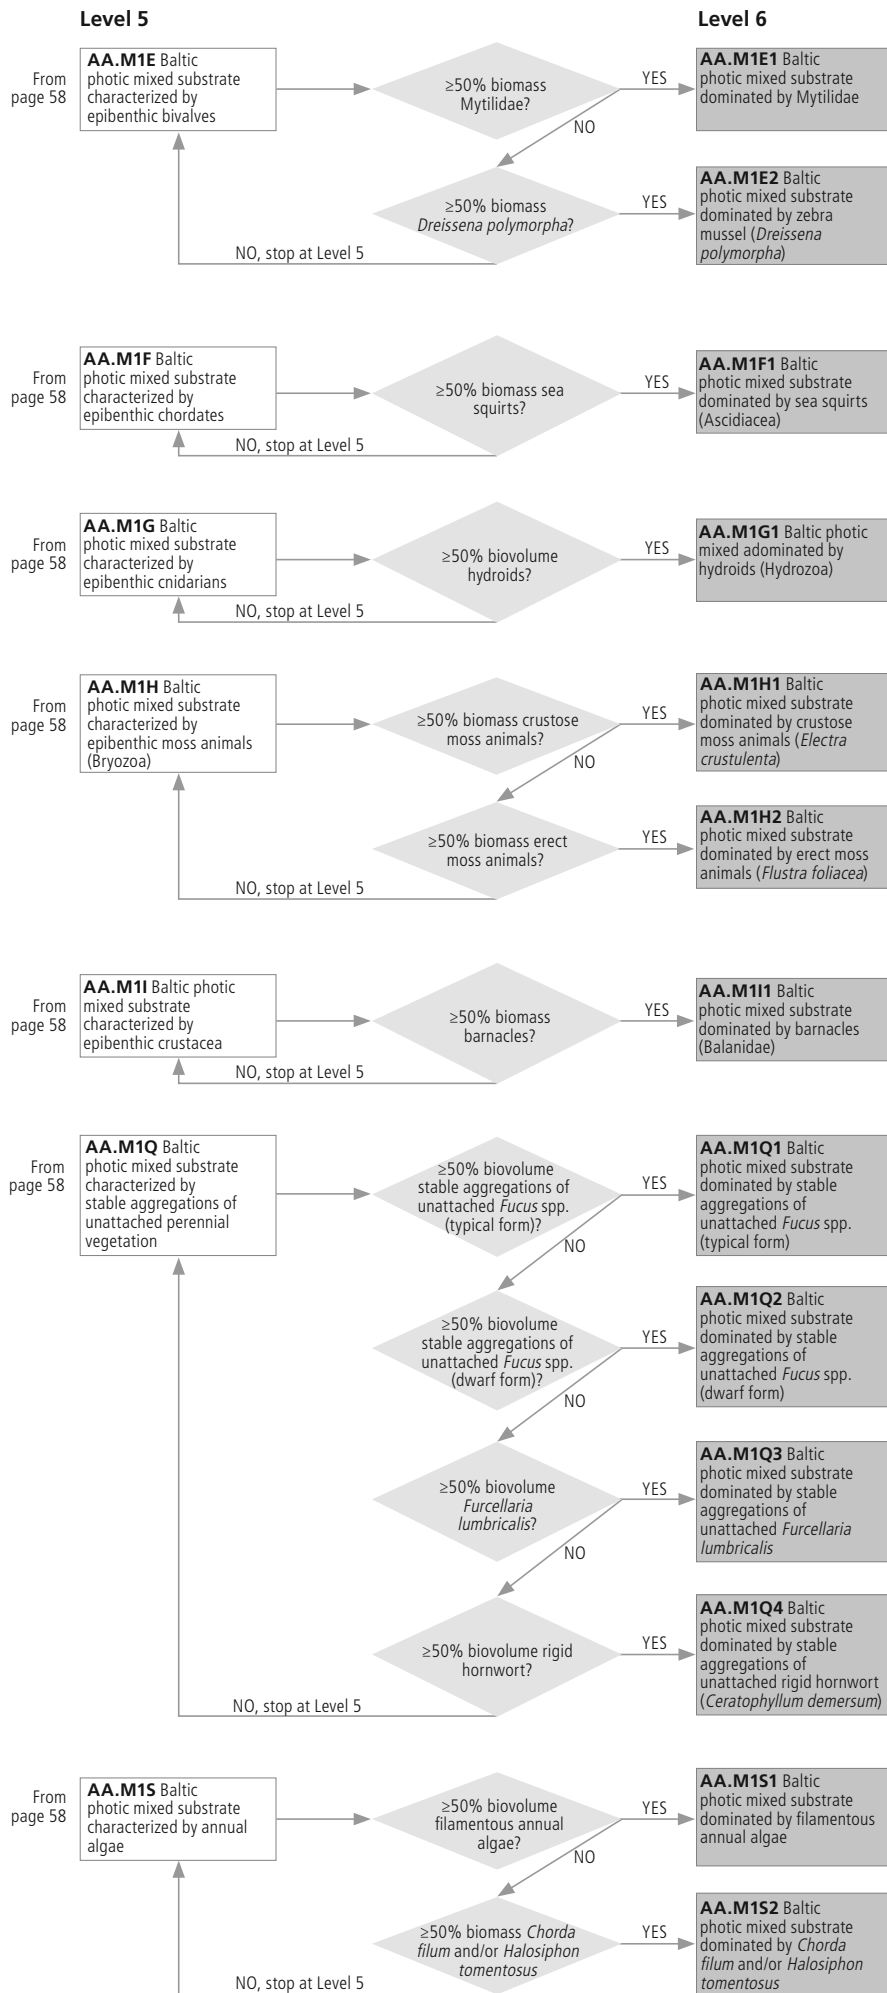 Level 5
Level 6
From
page 58
AA.M1E Baltic
photic mixed substrate
characterized by
epibenthic bivalves
≥50% biomass
Mytilidae?
YES
NO
AA.M1E1 Baltic
photic mixed substrate
dominated by Mytilidae
≥50% biomass
Dreissena polymorpha?
YES
NO, stop at Level 5
AA.M1E2 Baltic
photic mixed substrate
dominated by zebra
mussel (Dreissena
polymorpha)
From
page 58
AA.M1F Baltic
photic mixed substrate
characterized by
epibenthic chordates
≥50% biomass sea
squirts?
YES
NO, stop at Level 5
AA.M1F1 Baltic
photic mixed substrate
dominated by sea squirts
(Ascidiacea)
From
page 58
AA.M1G Baltic
photic mixed substrate
characterized by
epibenthic cnidarians
≥50% biovolume
hydroids?
YES
NO, stop at Level 5
AA.M1G1 Baltic photic
mixed adominated by
hydroids (Hydrozoa)
From
page 58
AA.M1H Baltic
photic mixed substrate
characterized by
epibenthic moss animals
(Bryozoa)
≥50% biomass crustose
moss animals?
YES
NO
AA.M1H1 Baltic
photic mixed substrate
dominated by crustose
moss animals (Electra
crustulenta)
≥50% biomass erect
moss animals?
YES
NO, stop at Level 5
AA.M1H2 Baltic
photic mixed substrate
dominated by erect moss
animals (Flustra foliacea)
From
page 58
AA.M1I Baltic photic
mixed substrate
characterized by
epibenthic crustacea
≥50% biomass
barnacles?
YES
NO, stop at Level 5
AA.M1I1 Baltic
photic mixed substrate
dominated by barnacles
(Balanidae)
From
page 58
AA.M1Q Baltic
photic mixed substrate
characterized by
stable aggregations of
unattached perennial
vegetation
≥50% biovolume
stable aggregations of
unattached Fucus spp.
(typical form)?
YES
NO
AA.M1Q1 Baltic
photic mixed substrate
dominated by stable
aggregations of
unattached Fucus spp.
(typical form)
≥50% biovolume
stable aggregations of
unattached Fucus spp.
(dwarf form)?
YES
NO
AA.M1Q2 Baltic
photic mixed substrate
dominated by stable
aggregations of
unattached Fucus spp.
(dwarf form)
≥50% biovolume
Furcellaria
lumbricalis?
YES
NO
AA.M1Q3 Baltic
photic mixed substrate
dominated by stable
aggregations of
unattached Furcellaria
lumbricalis
≥50% biovolume rigid
hornwort?
YES
NO, stop at Level 5
AA.M1Q4 Baltic
photic mixed substrate
dominated by stable
aggregations of
unattached rigid hornwort
(Ceratophyllum demersum)
From
page 58
AA.M1S Baltic
photic mixed substrate
characterized by annual
algae
≥50% biovolume
filamentous annual
algae?
YES
NO
AA.M1S1 Baltic
photic mixed substrate
dominated by filamentous
annual algae
≥50% biomass Chorda
filum and/or Halosiphon
tomentosus
YES
NO, stop at Level 5
AA.M1S2 Baltic
photic mixed substrate
dominated by Chorda
filum and/or Halosiphon
tomentosus